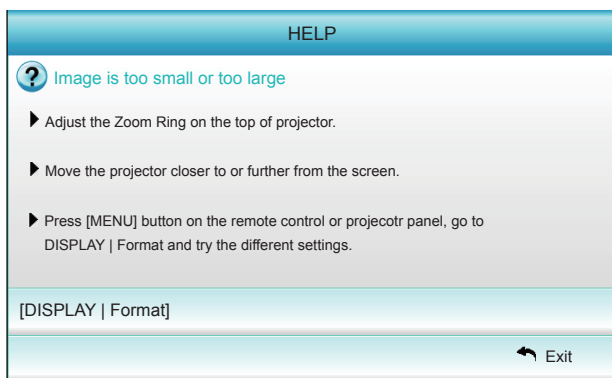 HELP
? Image is too small or too large
Adjust the Zoom Ring on the top of projector.
Move the projector closer to or further from the screen.
Press [MENU] button on the remote control or projecotr panel, go to
DISPLAY | Format and try the different settings.
[DISPLAY | Format]
Exit